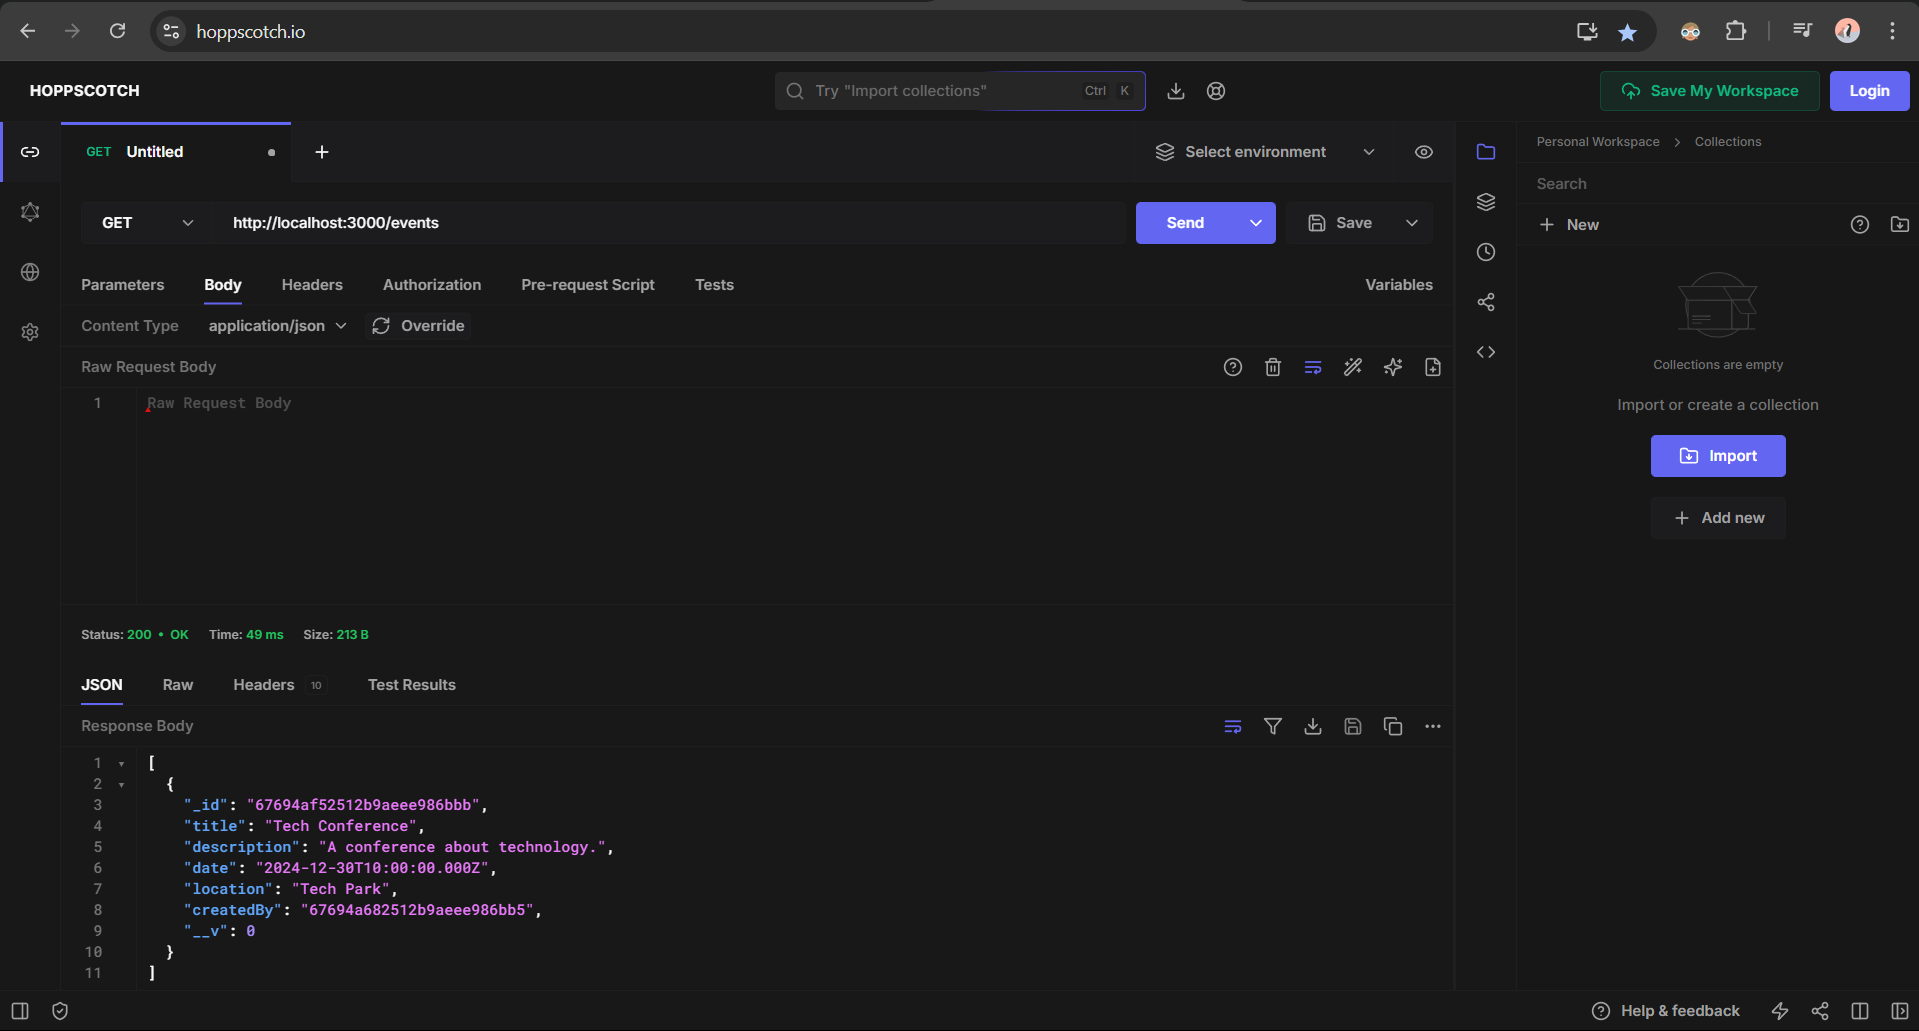 hoppscotch.io
HOPPSCOTCH
Try "Import collections"
Ctrl K
Save My Workspace
Login
GET Untitled
Select environment
Personal Workspace
Collections
Search
GET
http://localhost:3000/events
Send
Save
New
Parameters
Body
Headers
Authorization
Pre-request Script
Tests
Variables
Content Type
application/json
Override
Raw Request Body
1
Raw Request Body
Collections are empty
Import or create a collection
Import
Add new
Status: 200 • OK
Time: 49 ms
Size: 213 B
JSON
Raw
Headers 10
Test Results
Response Body
1 [
2 {
3 "_id": "67694af52512b9aeee986bbb",
4 "title": "Tech Conference",
5 "description": "A conference about technology.",
6 "date": "2024-12-30T10:00:00.000Z",
7 "location": "Tech Park",
8 "createdBy": "67694a682512b9aeee986bb5",
9 "__v": 0
10 }
11 ]
Help & feedback